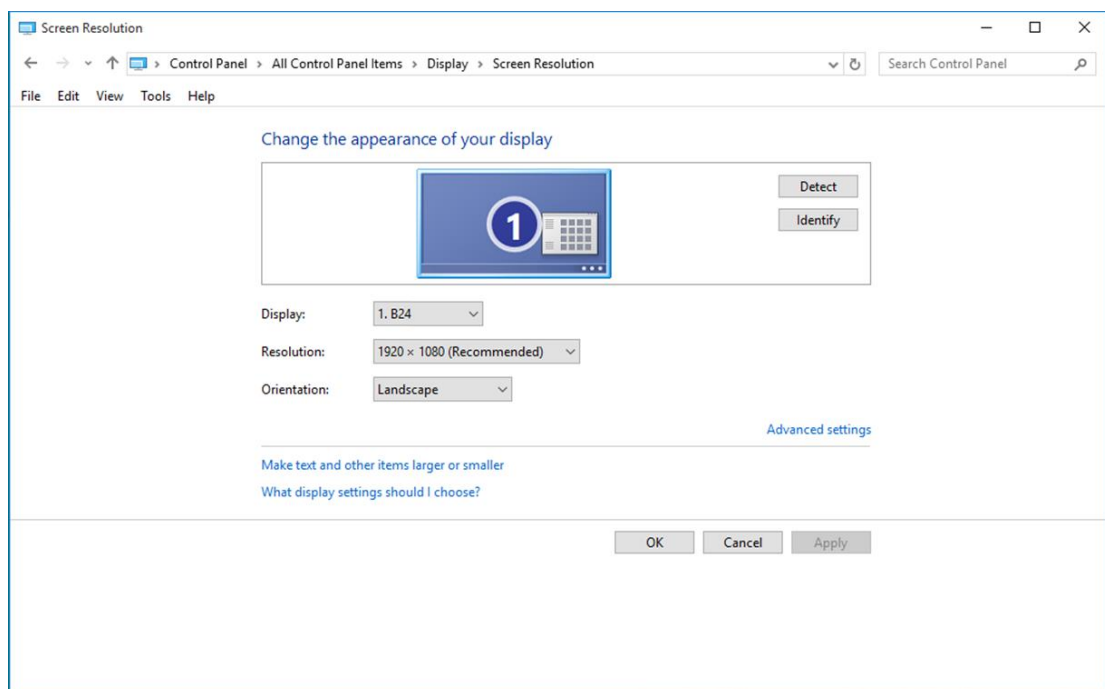 Screen Resolution
Control Panel > All Control Panel Items > Display > Screen Resolution
Search Control Panel
File Edit View Tools Help
Change the appearance of your display
1
Detect
Identify
Display: 1. B24
Resolution: 1920 × 1080 (Recommended)
Orientation: Landscape
Advanced settings
Make text and other items larger or smaller
What display settings should I choose?
OK Cancel Apply